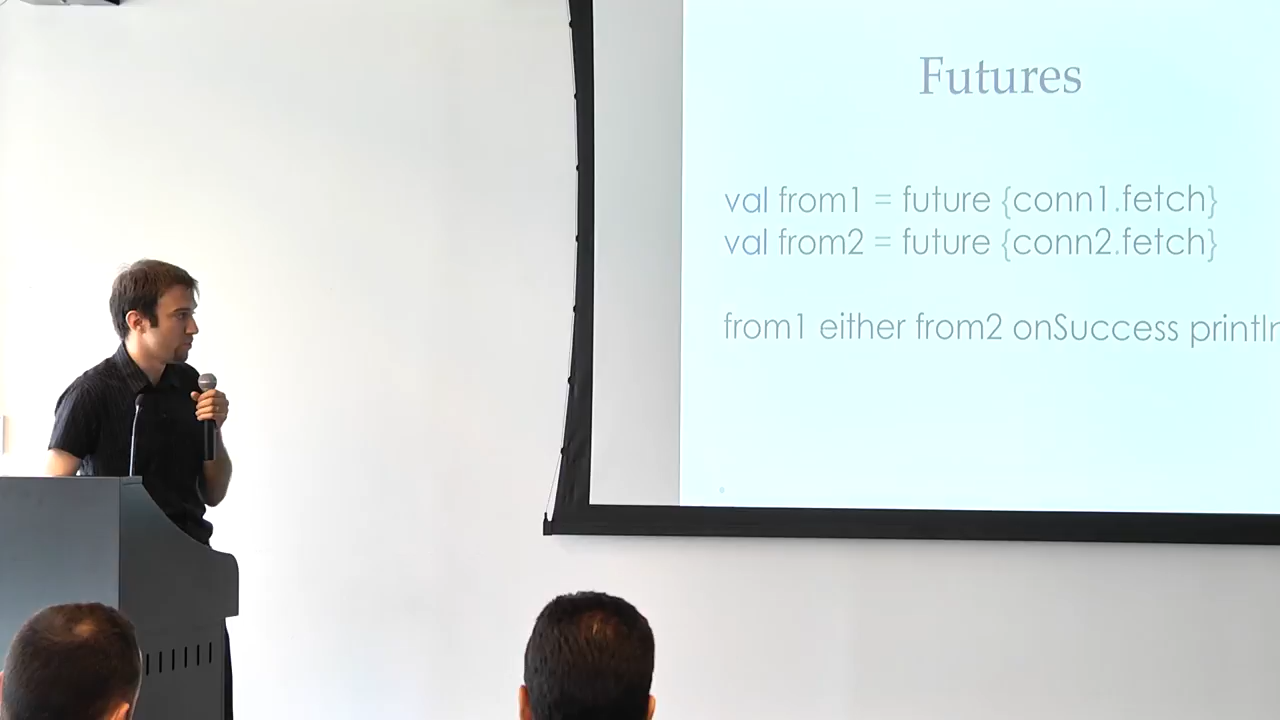 Futures
val from1 = future {conn1.fetch}
val from2 = future {conn2.fetch}
from1 either from2 onSuccess